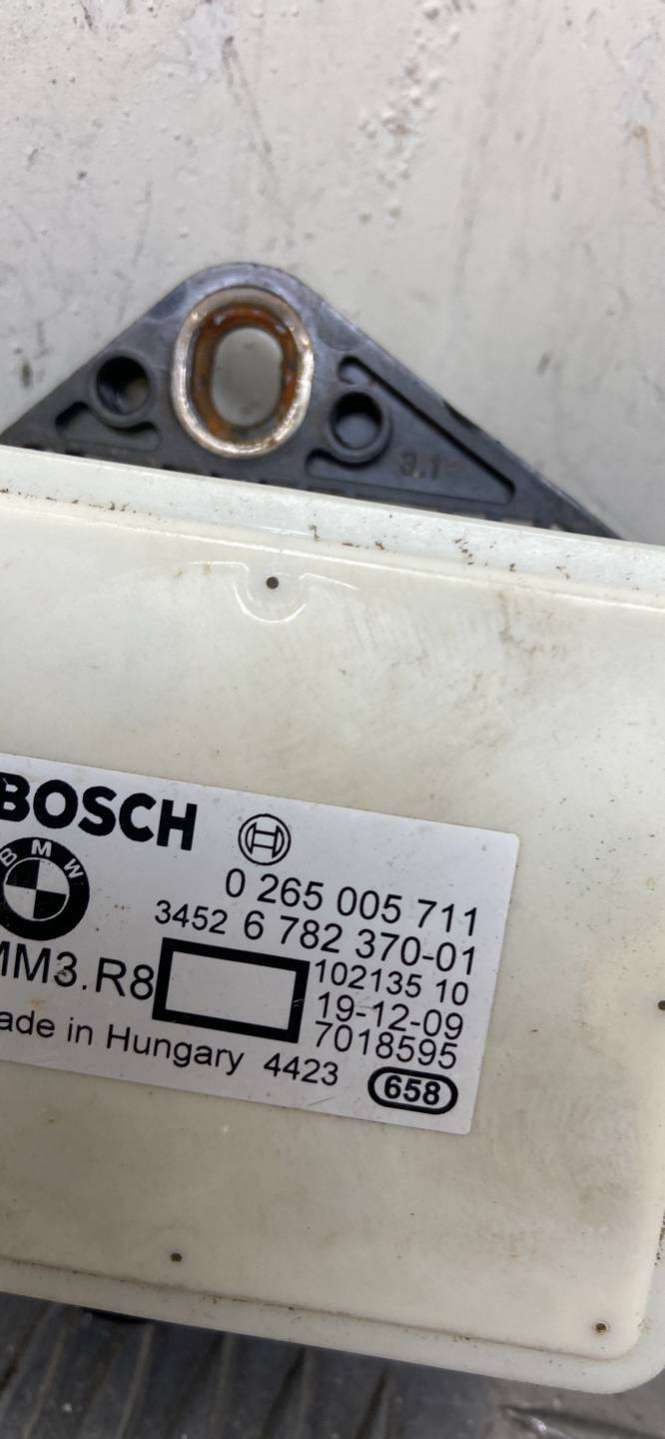 3.1
BOSCH
BMW
0 265 005 711
3452 6 782 370-01
MM3.R8
102135 10
19-12-09
7018595
ade in Hungary 4423
658